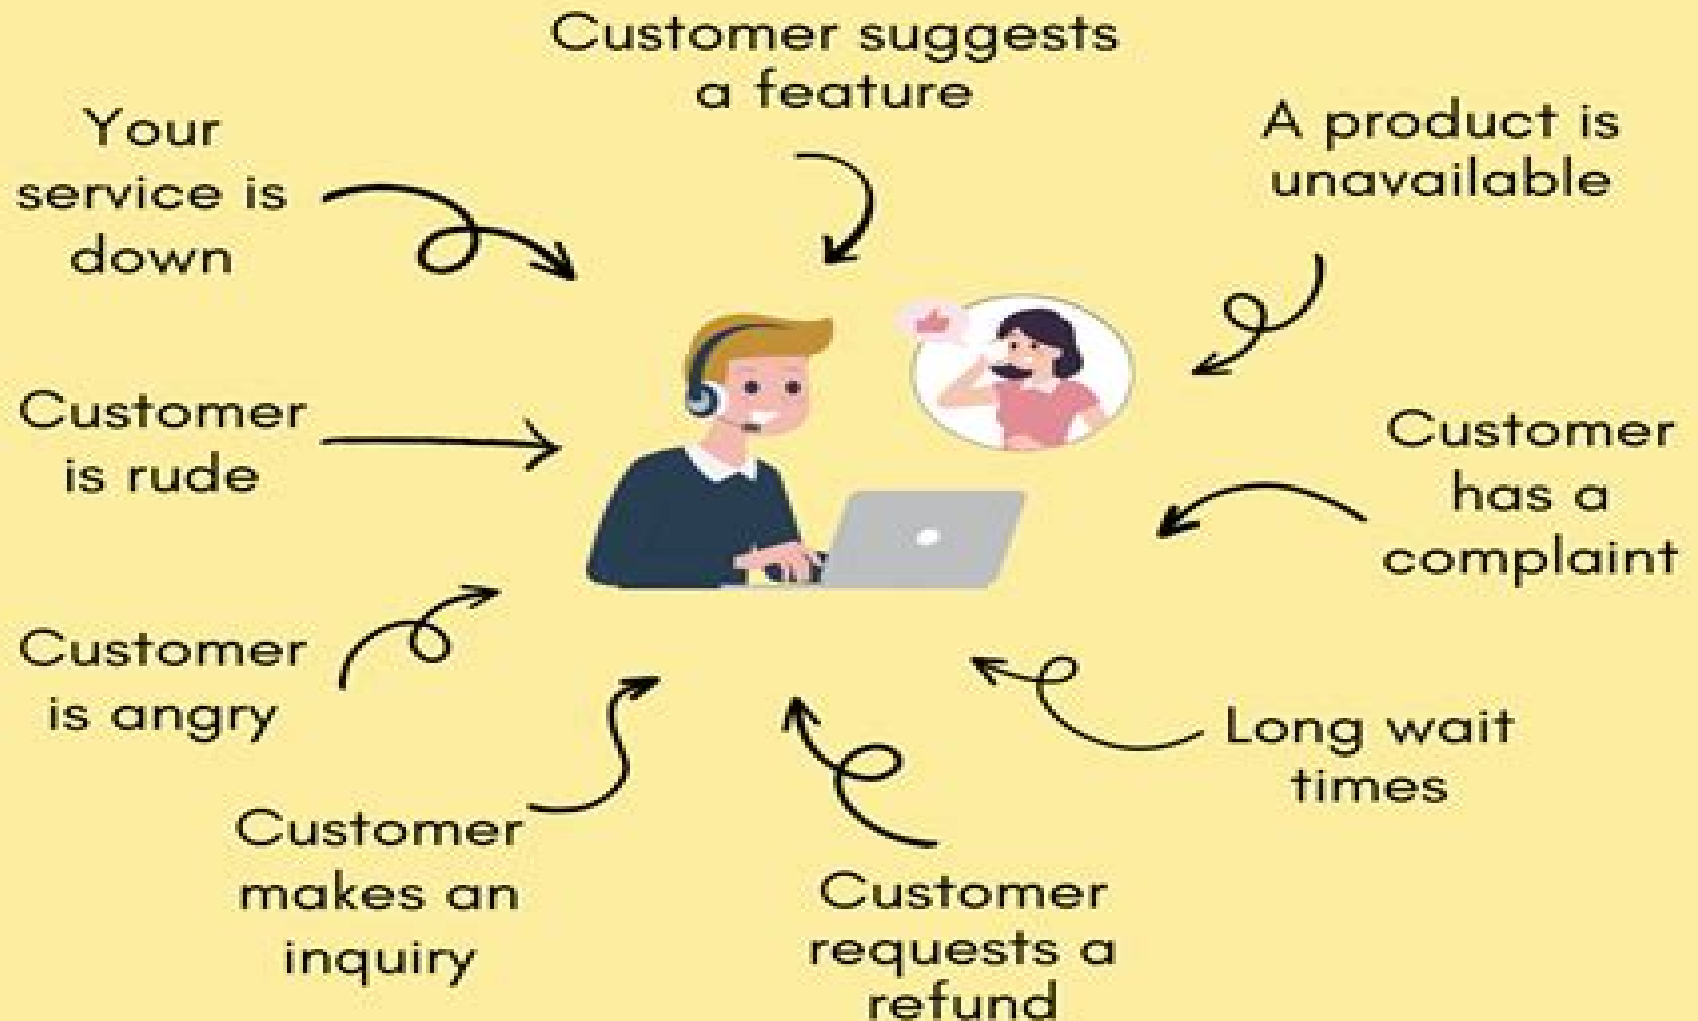 Customer suggests
a feature
Your
service is
down
A product is
unavailable
Customer
is rude
Customer
has a
complaint
Customer
is angry
Long wait
times
Customer
makes an
inquiry
Customer
requests a
refund